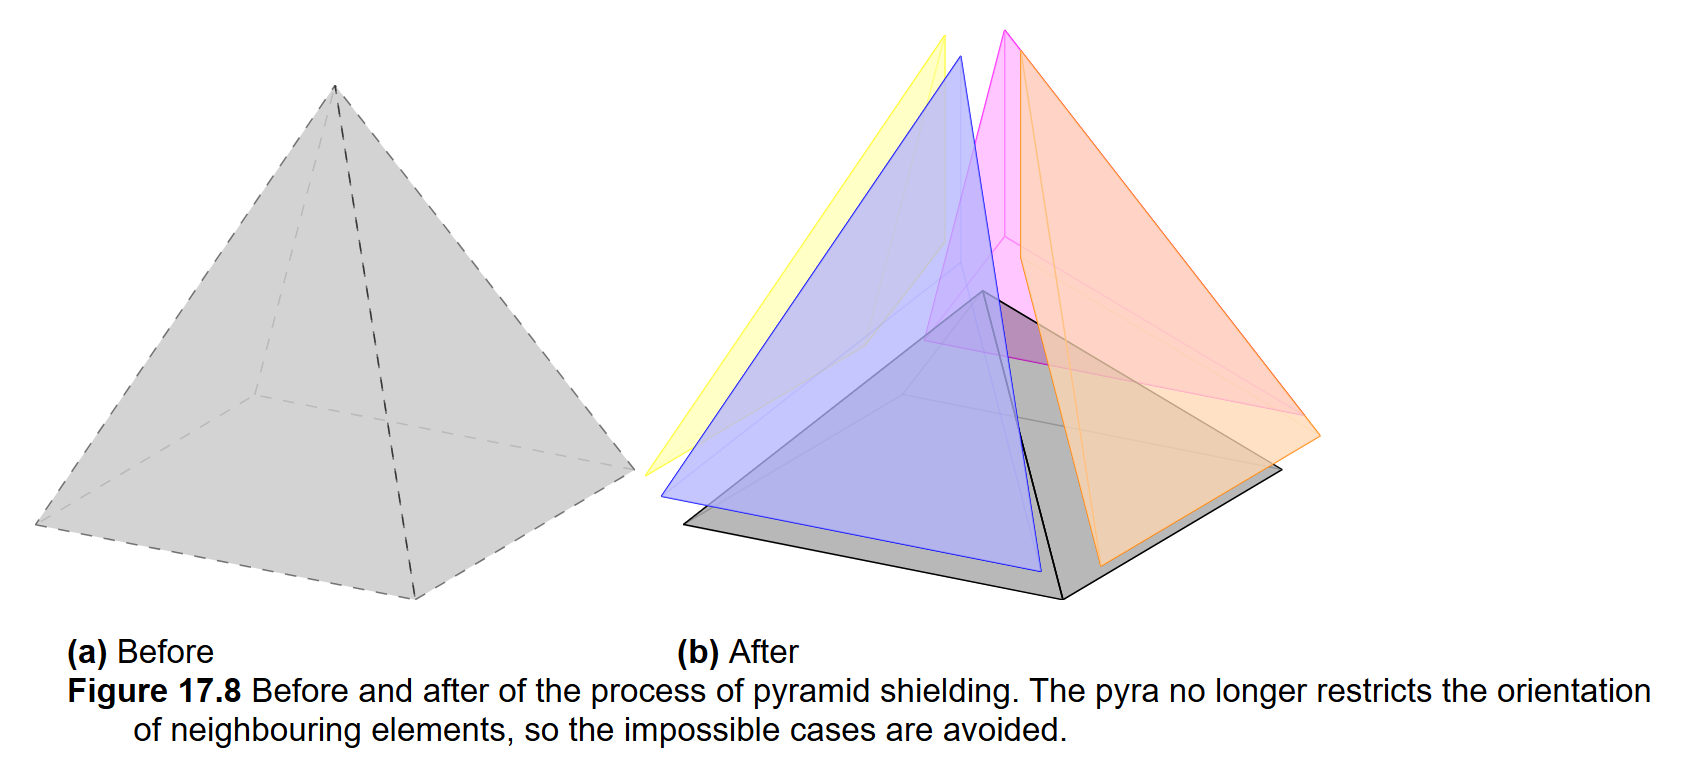 (a) Before
(b) After
Figure 17.8 Before and after of the process of pyramid shielding. The pyra no longer restricts the orientation
of neighbouring elements, so the impossible cases are avoided.